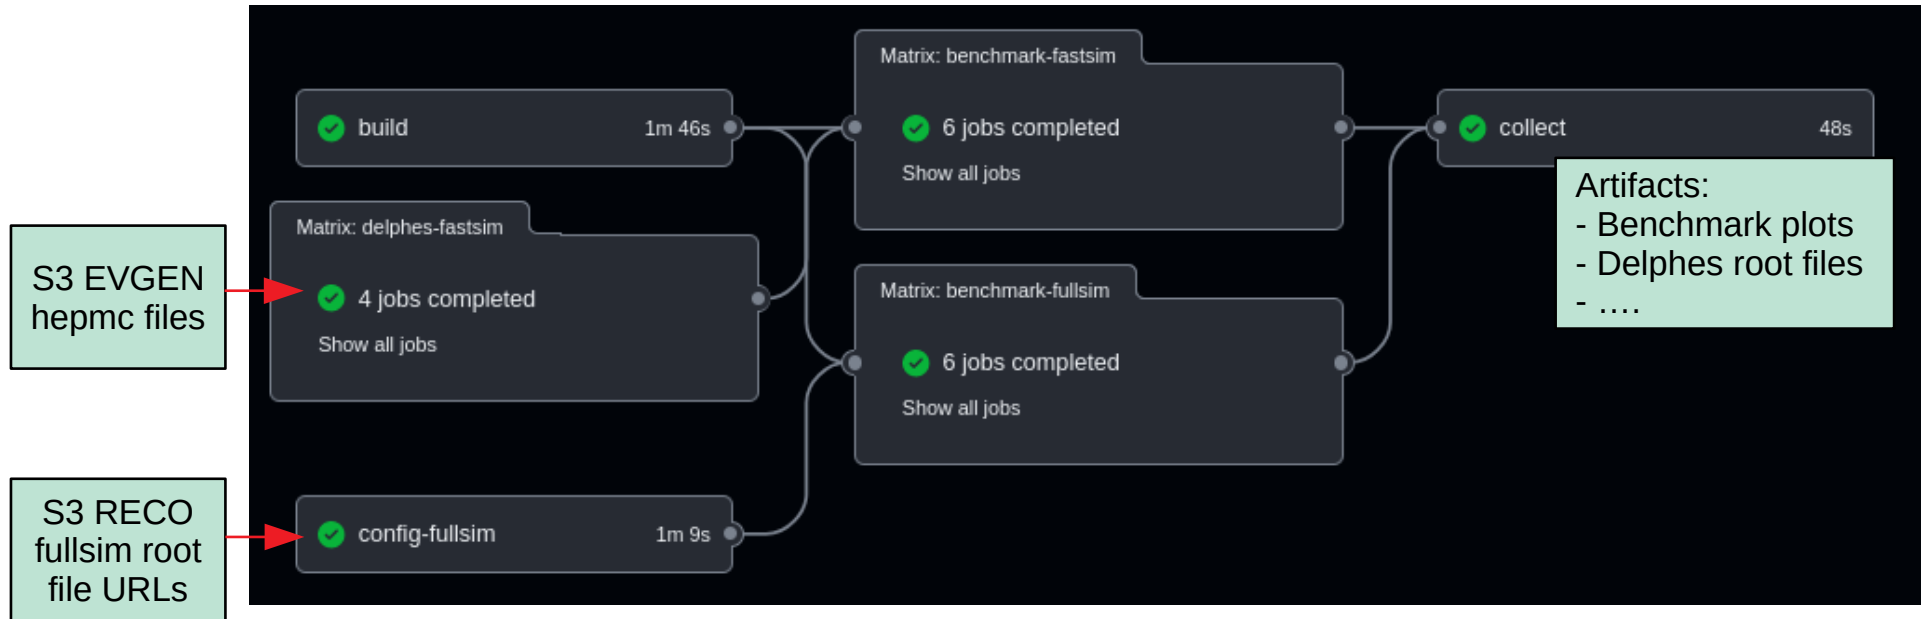 S3 EVGEN
hepmc files
S3 RECO
fullsim root
file URLs
build
1m 46s
Matrix: delphes-fastsim
4 jobs completed
Show all jobs
config-fullsim
1m 9s
Matrix: benchmark-fastsim
6 jobs completed
Show all jobs
Matrix: benchmark-fullsim
6 jobs completed
Show all jobs
collect
48s
Artifacts:
- Benchmark plots
- Delphes root files
- ....